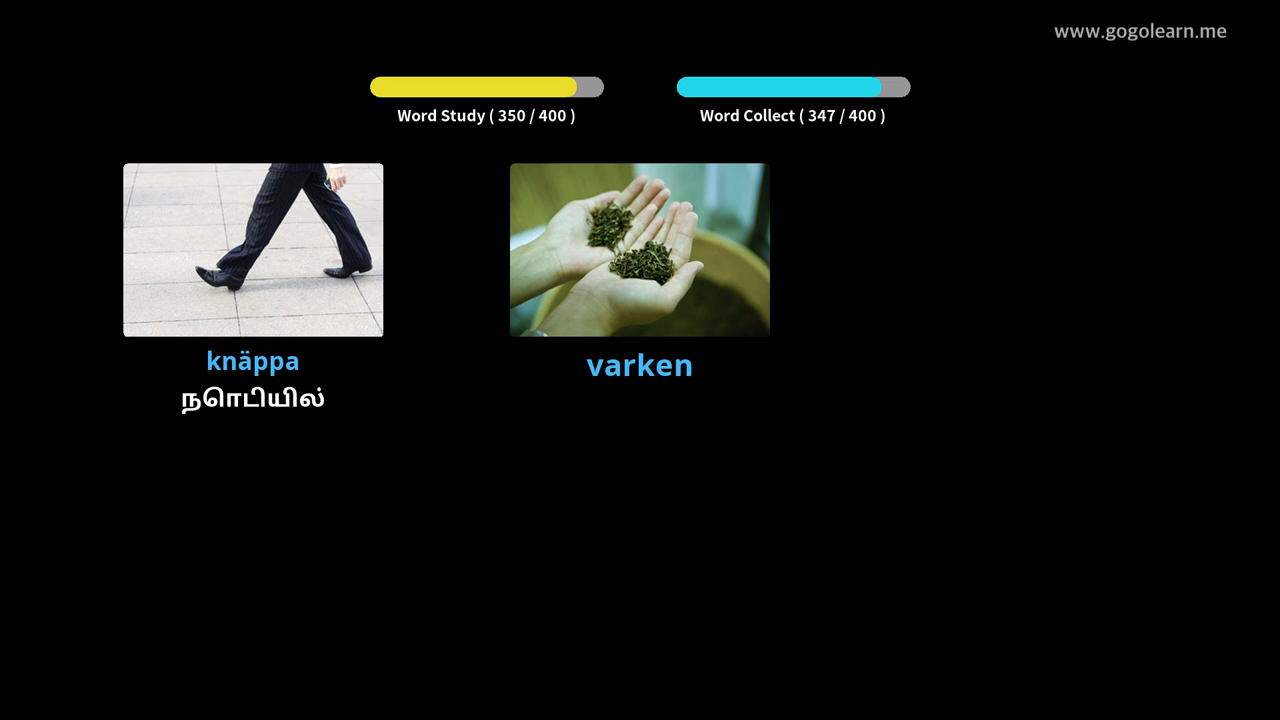 www.gogolearn.me
Word Study ( 350 / 400 )
Word Collect ( 347 / 400 )
knäppa
நொடியில்
varken